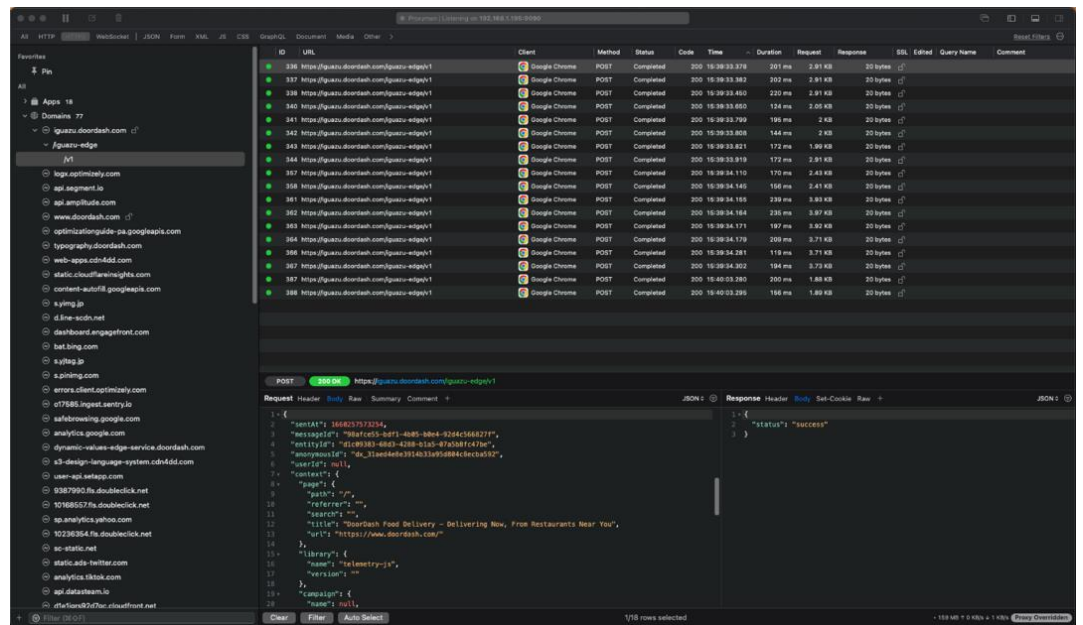 Proxyman | Listening on 192.168.1.195:9090
All HTTP HTTPS WebSocket | JSON Form XML JS CSS GraphQL Document Media Other
Reset Filters
Favorites
Pin
All
Apps 18
Domains 77
iguazu.doordash.com
/iguazu-edge
/v1
logx.optimizely.com
api.segment.io
api.amplitude.com
www.doordash.com
optimizationguide-pa.googleapis.com
typography.doordash.com
web-apps.cdn4dd.com
static.cloudflareinsights.com
content-autofill.googleapis.com
s.yimg.jp
d.line-scdn.net
dashboard.engagefront.com
bat.bing.com
s.yjtag.jp
s.pinimg.com
errors.client.optimizely.com
o17585.ingest.sentry.io
safebrowsing.google.com
analytics.google.com
dynamic-values-edge-service.doordash.com
s3-design-language-system.cdn4dd.com
user-api.setapp.com
9387990.fls.doubleclick.net
10168557.fls.doubleclick.net
sp.analytics.yahoo.com
10236354.fls.doubleclick.net
sc-static.net
static.ads-twitter.com
analytics.tiktok.com
api.datasteam.io
Filter (⌘⇧F)
ID URL Client Method Status Code Time Duration Request Response SSL Edited Query Name Comment
336 https://iguazu.doordash.com/iguazu-edge/v1 Google Chrome POST Completed 200 15:39:33.378 201 ms 2.91 KB 20 bytes
337 https://iguazu.doordash.com/iguazu-edge/v1 Google Chrome POST Completed 200 15:39:33.382 202 ms 2.91 KB 20 bytes
338 https://iguazu.doordash.com/iguazu-edge/v1 Google Chrome POST Completed 200 15:39:33.450 220 ms 2.91 KB 20 bytes
340 https://iguazu.doordash.com/iguazu-edge/v1 Google Chrome POST Completed 200 15:39:33.650 124 ms 2.05 KB 20 bytes
341 https://iguazu.doordash.com/iguazu-edge/v1 Google Chrome POST Completed 200 15:39:33.799 195 ms 2 KB 20 bytes
342 https://iguazu.doordash.com/iguazu-edge/v1 Google Chrome POST Completed 200 15:39:33.808 144 ms 2 KB 20 bytes
343 https://iguazu.doordash.com/iguazu-edge/v1 Google Chrome POST Completed 200 15:39:33.821 172 ms 1.99 KB 20 bytes
344 https://iguazu.doordash.com/iguazu-edge/v1 Google Chrome POST Completed 200 15:39:33.919 172 ms 2.91 KB 20 bytes
357 https://iguazu.doordash.com/iguazu-edge/v1 Google Chrome POST Completed 200 15:39:34.110 170 ms 2.43 KB 20 bytes
358 https://iguazu.doordash.com/iguazu-edge/v1 Google Chrome POST Completed 200 15:39:34.145 156 ms 2.41 KB 20 bytes
361 https://iguazu.doordash.com/iguazu-edge/v1 Google Chrome POST Completed 200 15:39:34.155 239 ms 3.93 KB 20 bytes
362 https://iguazu.doordash.com/iguazu-edge/v1 Google Chrome POST Completed 200 15:39:34.164 235 ms 3.97 KB 20 bytes
363 https://iguazu.doordash.com/iguazu-edge/v1 Google Chrome POST Completed 200 15:39:34.171 197 ms 3.92 KB 20 bytes
364 https://iguazu.doordash.com/iguazu-edge/v1 Google Chrome POST Completed 200 15:39:34.179 209 ms 3.71 KB 20 bytes
366 https://iguazu.doordash.com/iguazu-edge/v1 Google Chrome POST Completed 200 15:39:34.281 119 ms 3.71 KB 20 bytes
367 https://iguazu.doordash.com/iguazu-edge/v1 Google Chrome POST Completed 200 15:39:34.302 194 ms 3.73 KB 20 bytes
387 https://iguazu.doordash.com/iguazu-edge/v1 Google Chrome POST Completed 200 15:40:03.280 200 ms 1.88 KB 20 bytes
388 https://iguazu.doordash.com/iguazu-edge/v1 Google Chrome POST Completed 200 15:40:03.295 156 ms 1.89 KB 20 bytes
POST 200 OK https://iguazu.doordash.com/iguazu-edge/v1
Request Header Body Raw Summary Comment + JSON
1 {
2 "sentAt": 1660257573254,
3 "messageId": "98afce55-bdf1-4b05-b0e4-92d4c566827f",
4 "entityId": "d1c09383-68d3-4288-b1a5-07a5b8fc47be",
5 "anonymousId": "dx_31aed4e8e3914b33a95d804c6ecba592",
6 "userId": null,
7 "context": {
8 "page": {
9 "path": "/",
10 "referrer": "",
11 "search": "",
12 "title": "DoorDash Food Delivery – Delivering Now, From Restaurants Near You",
13 "url": "https://www.doordash.com/"
14 },
15 "library": {
16 "name": "telemetry-js",
17 "version": ""
18 },
19 "campaign": {
20 "name": null,
Response Header Body Set-Cookie Raw + JSON
1 {
2 "status": "success"
3 }
Clear Filter Auto Select
1/18 rows selected
• 159 MB ↑ 0 KB/s ↓ 1 KB/s Proxy Overridden